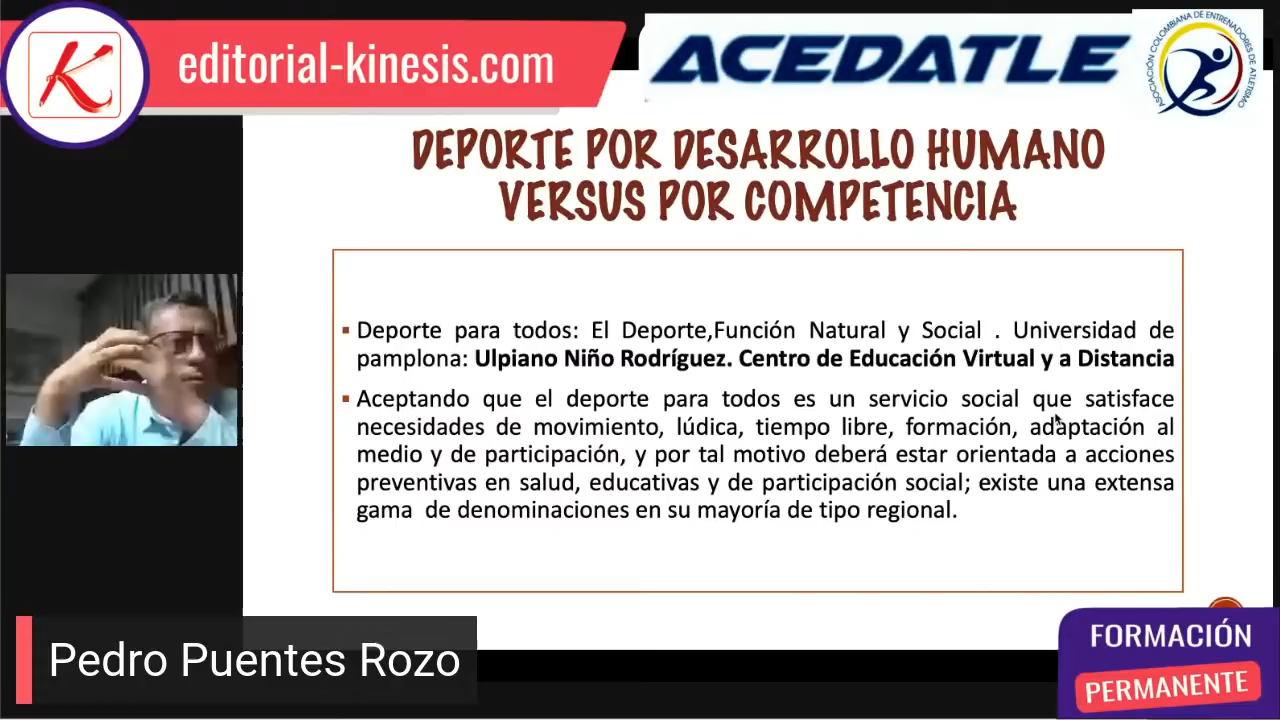 editorial-kinesis.com
ACEDATLE
ASOCIACIÓN COLOMBIANA DE ENTRENADORES DE ATLETISMO
K
DEPORTE POR DESARROLLO HUMANO
VERSUS POR COMPETENCIA
▪ Deporte para todos: El Deporte,Función Natural y Social . Universidad de
pamplona: Ulpiano Niño Rodríguez. Centro de Educación Virtual y a Distancia
▪ Aceptando que el deporte para todos es un servicio social que satisface
necesidades de movimiento, lúdica, tiempo libre, formación, adaptación al
medio y de participación, y por tal motivo deberá estar orientada a acciones
preventivas en salud, educativas y de participación social; existe una extensa
gama de denominaciones en su mayoría de tipo regional.
Pedro Puentes Rozo
FORMACIÓN
PERMANENTE